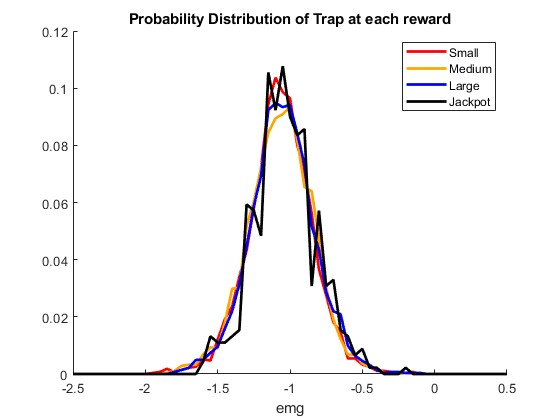 Probability Distribution of Trap at each reward
0.12
0.1
0.08
0.06
0.04
0.02
0
-2.5 -2 -1.5 -1 -0.5 0 0.5
emg
Small
Medium
Large
Jackpot